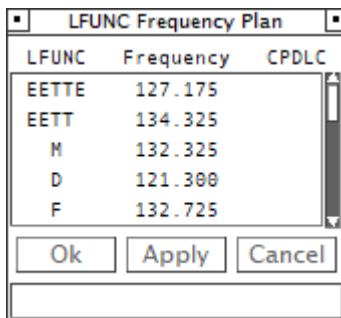 LFUNC Frequency Plan
LFUNC Frequency CPDLC
EETTE 127.175
EETT 134.325
M 132.325
D 121.300
F 132.725
Ok Apply Cancel